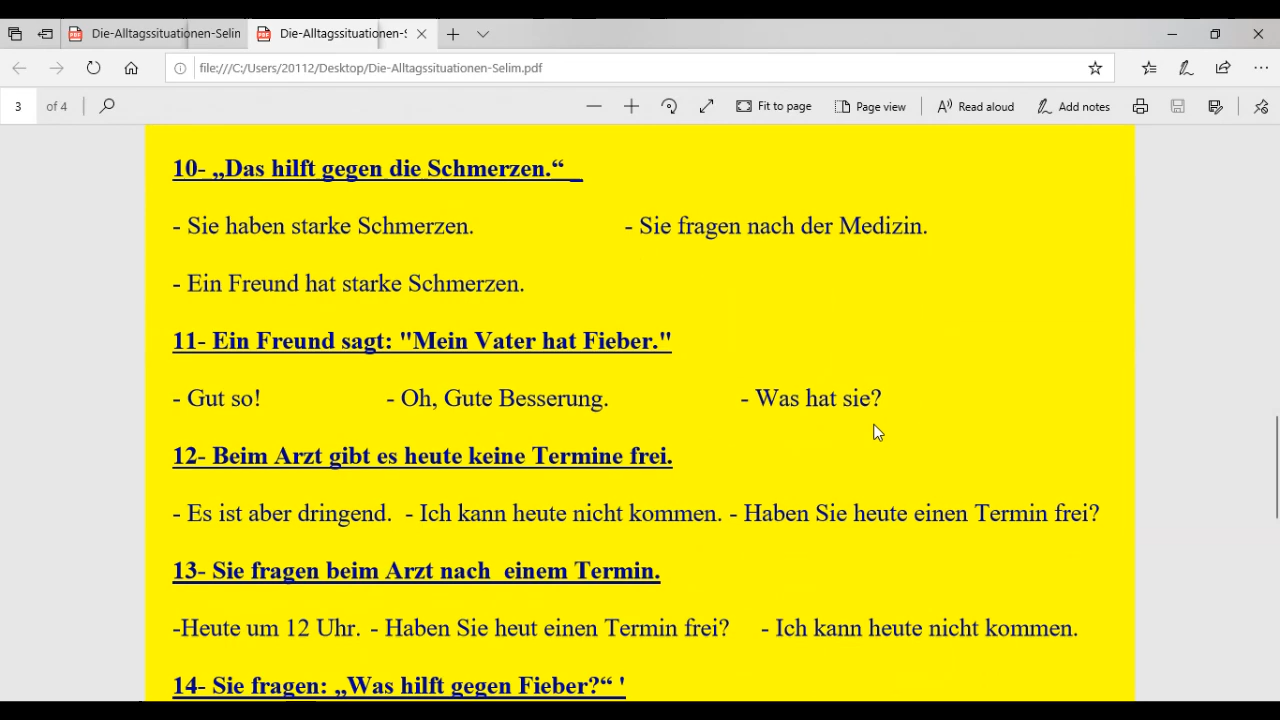 Die-Alltagssituationen-Selin
Die-Alltagssituationen-S
file:///C:/Users/20112/Desktop/Die-Alltagssituationen-Selim.pdf
3 of 4 Fit to page Page view Read aloud Add notes
10- „Das hilft gegen die Schmerzen.“ _
- Sie haben starke Schmerzen. - Sie fragen nach der Medizin.
- Ein Freund hat starke Schmerzen.
11- Ein Freund sagt: "Mein Vater hat Fieber."
- Gut so! - Oh, Gute Besserung. - Was hat sie?
12- Beim Arzt gibt es heute keine Termine frei.
- Es ist aber dringend. - Ich kann heute nicht kommen. - Haben Sie heute einen Termin frei?
13- Sie fragen beim Arzt nach einem Termin.
-Heute um 12 Uhr. - Haben Sie heut einen Termin frei? - Ich kann heute nicht kommen.
14- Sie fragen: „Was hilft gegen Fieber?“ '